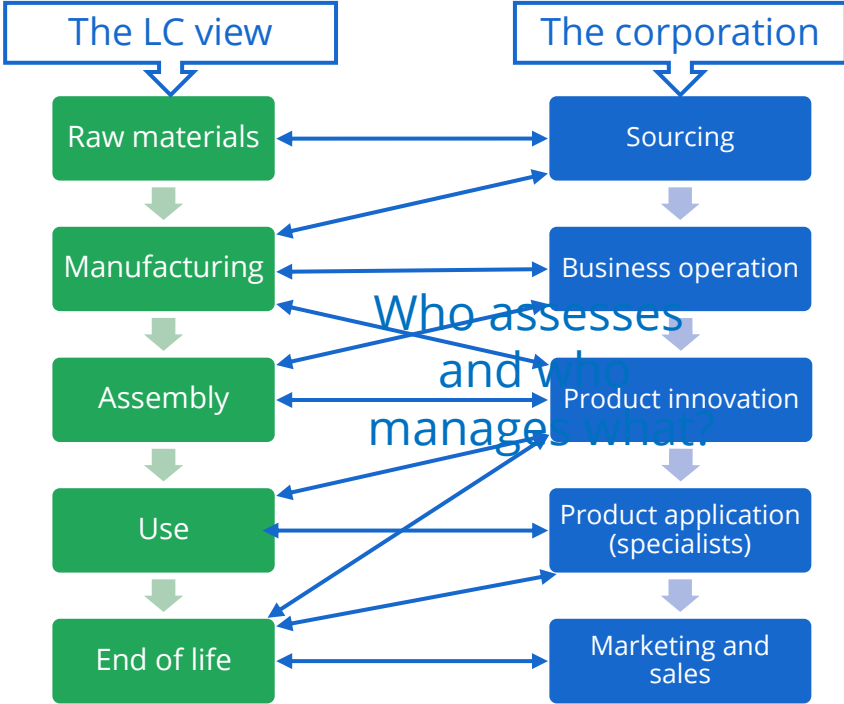 The LC view
The corporation
Raw materials
Sourcing
Manufacturing
Business operation
Who assesses
and who
manages what?
Assembly
Product innovation
Use
Product application
(specialists)
End of life
Marketing and
sales